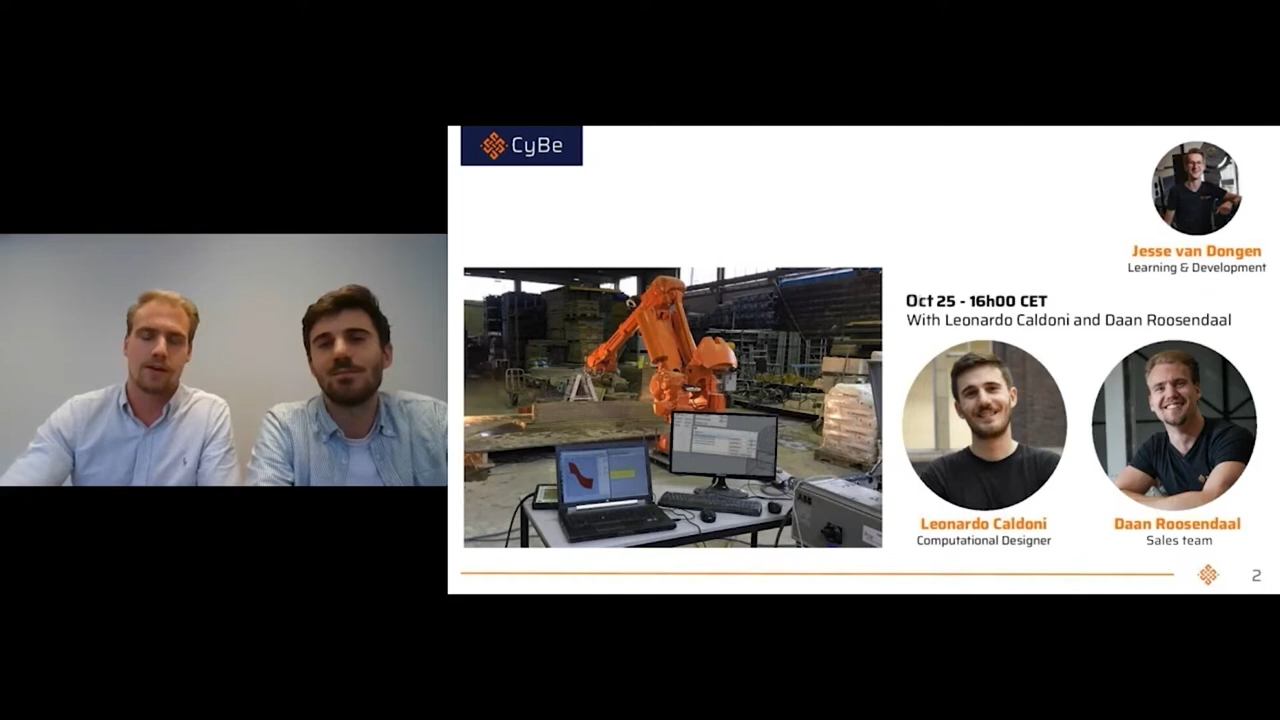 CyBe
Jesse van Dongen
Learning & Development
Oct 25 - 16h00 CET
With Leonardo Caldoni and Daan Roosendaal
Leonardo Caldoni
Computational Designer
Daan Roosendaal
Sales team
2